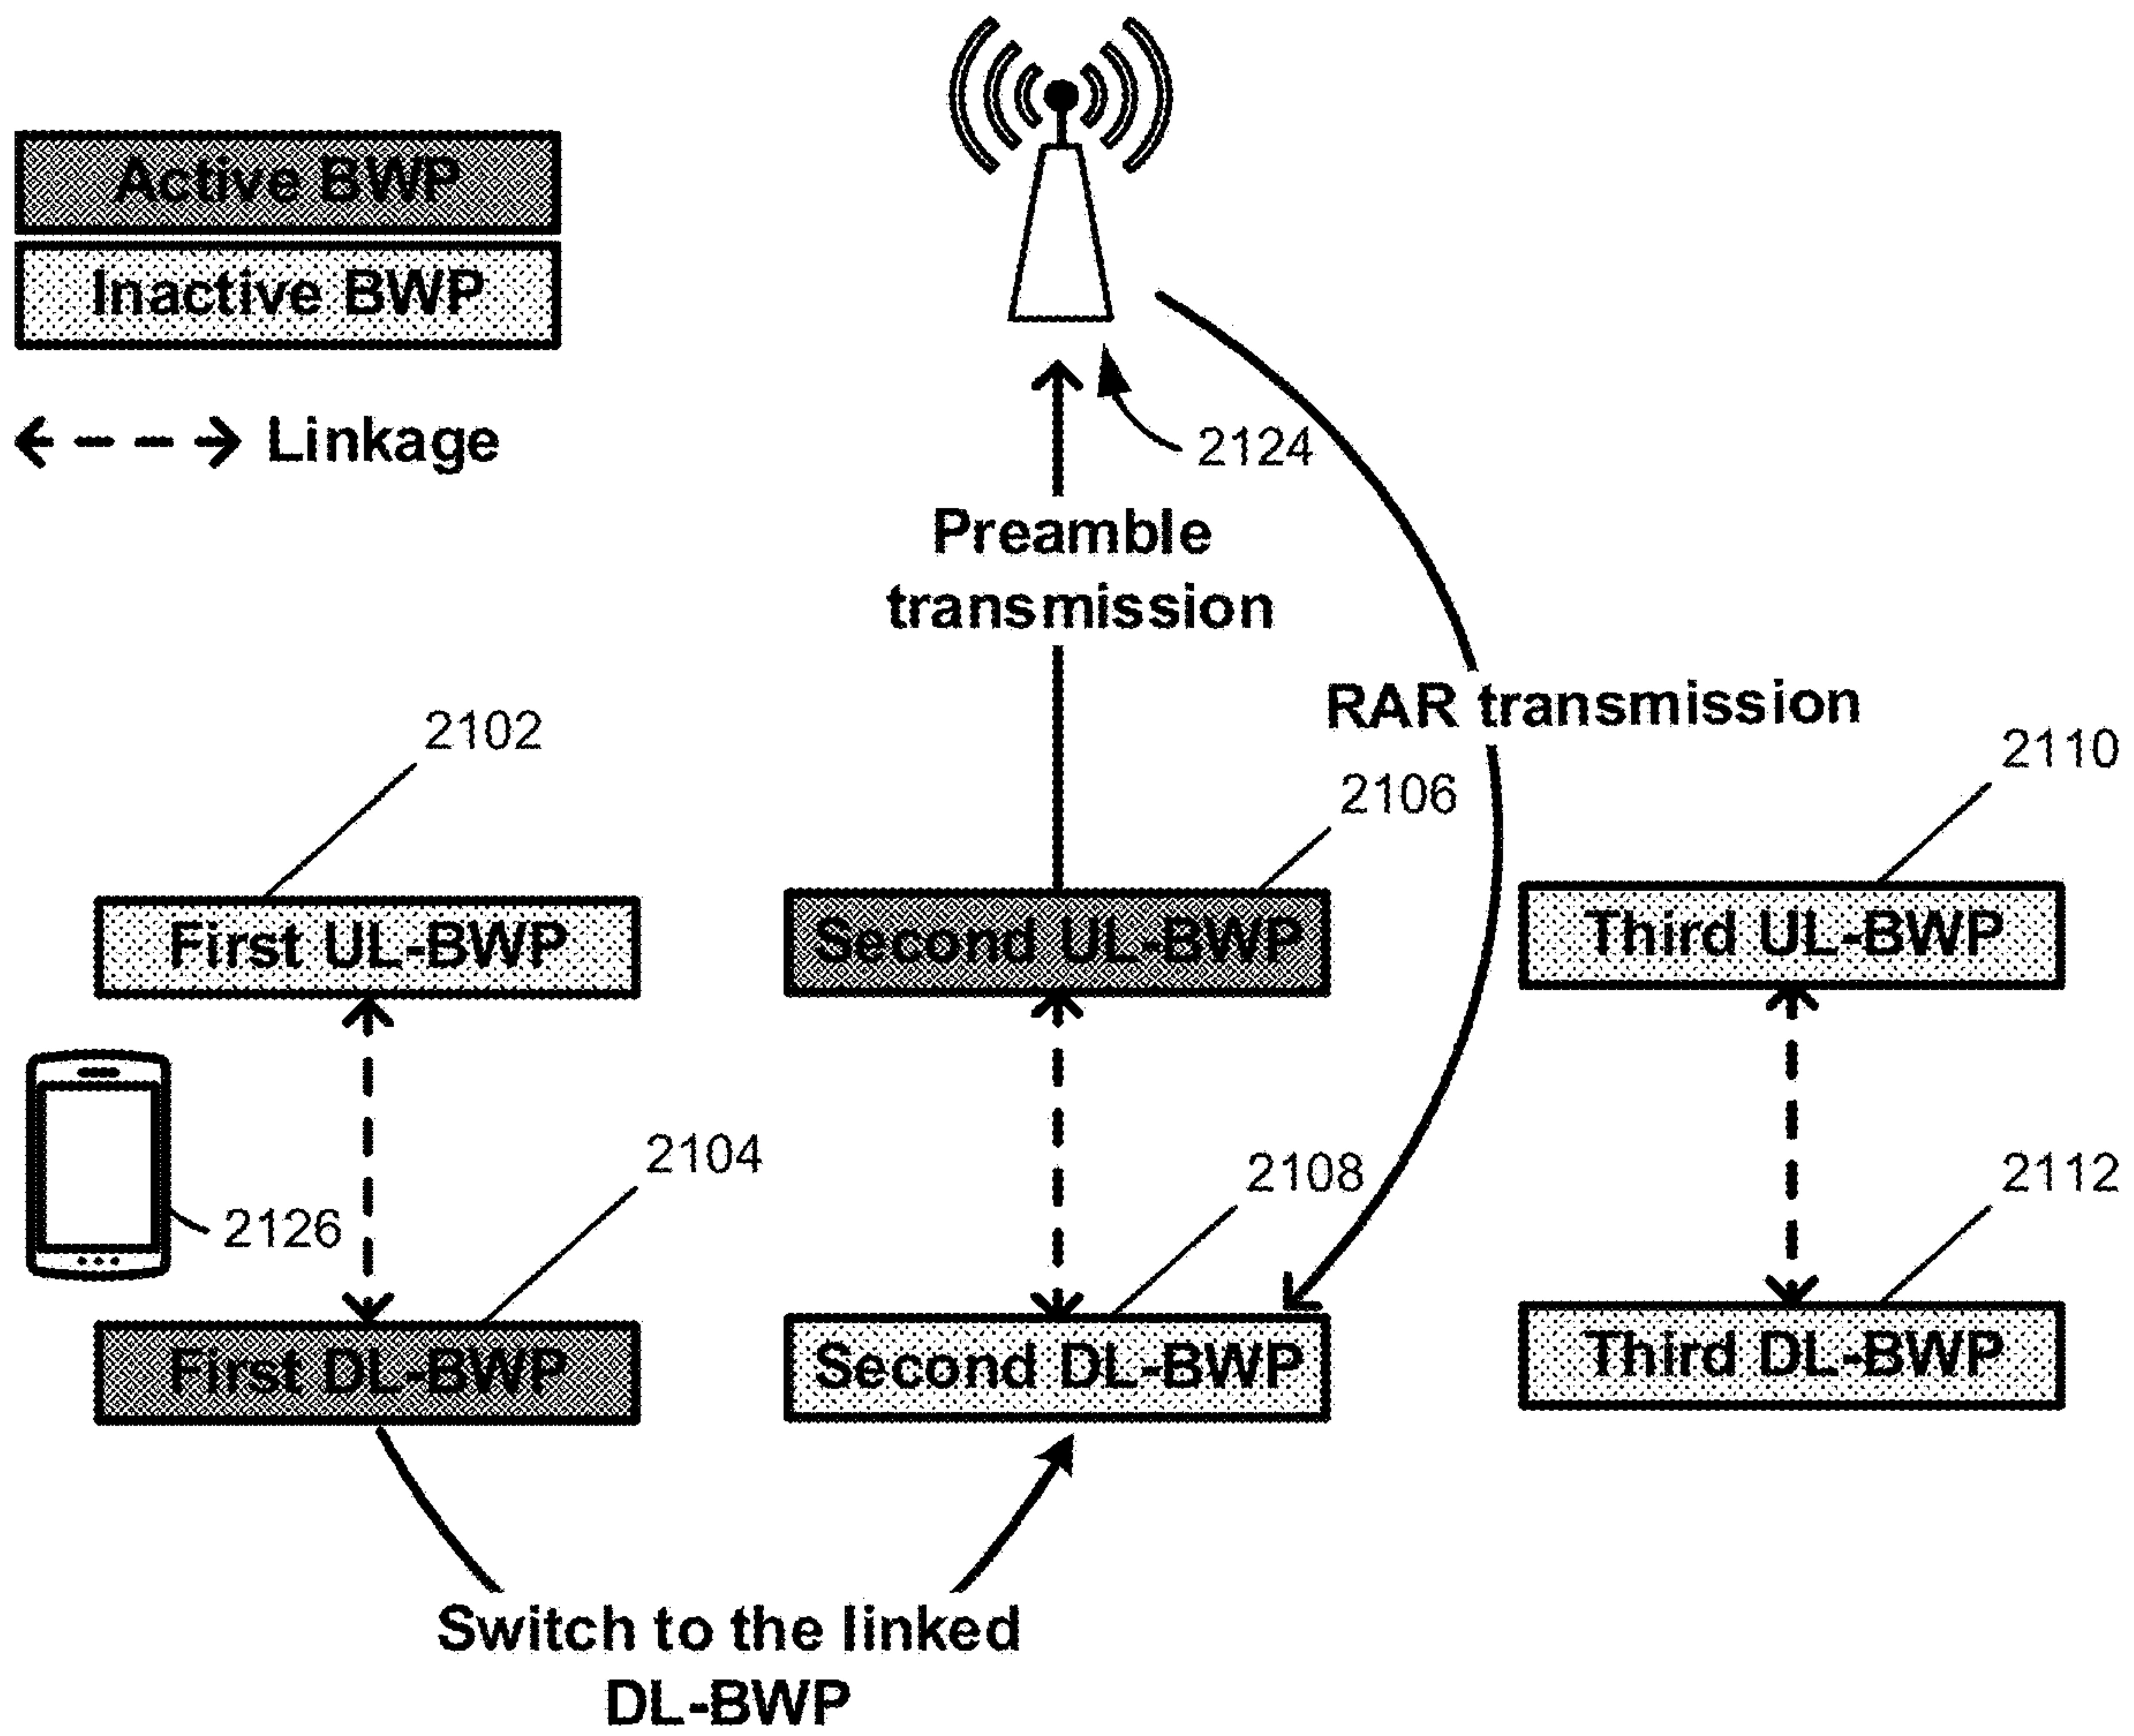 Active BWP
Inactive BWP
Linkage
2124
Preamble
transmission
RAR transmission
2102
2106
2110
First UL-BWP
Second UL-BWP
Third UL-BWP
2126
2104
2108
2112
First DL-BWP
Second DL-BWP
Third DL-BWP
Switch to the linked
DL-BWP